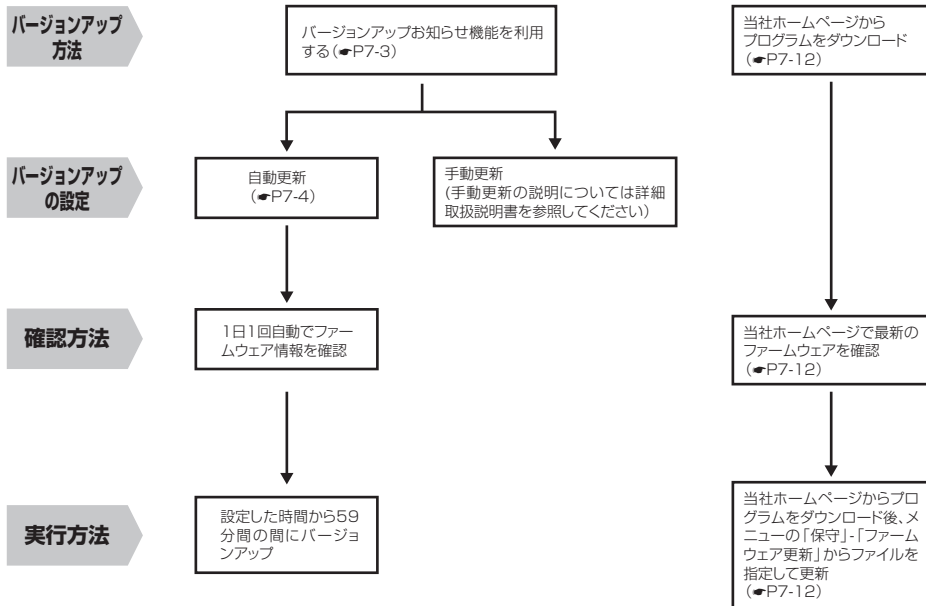 バージョンアップ
方法
バージョンアップお知らせ機能を利用
する(☛P7-3)
当社ホームページから
プログラムをダウンロード
(☛P7-12)
バージョンアップ
の設定
自動更新
(☛P7-4)
手動更新
(手動更新の説明については詳細
取扱説明書を参照してください)
確認方法
1日1回自動でファー
ムウェア情報を確認
当社ホームページで最新の
ファームウェアを確認
(☛P7-12)
実行方法
設定した時間から59
分間の間にバージョ
ンアップ
当社ホームページからプロ
グラムをダウンロード後、メ
ニューの「保守」-「ファーム
ウェア更新」からファイルを
指定して更新
(☛P7-12)